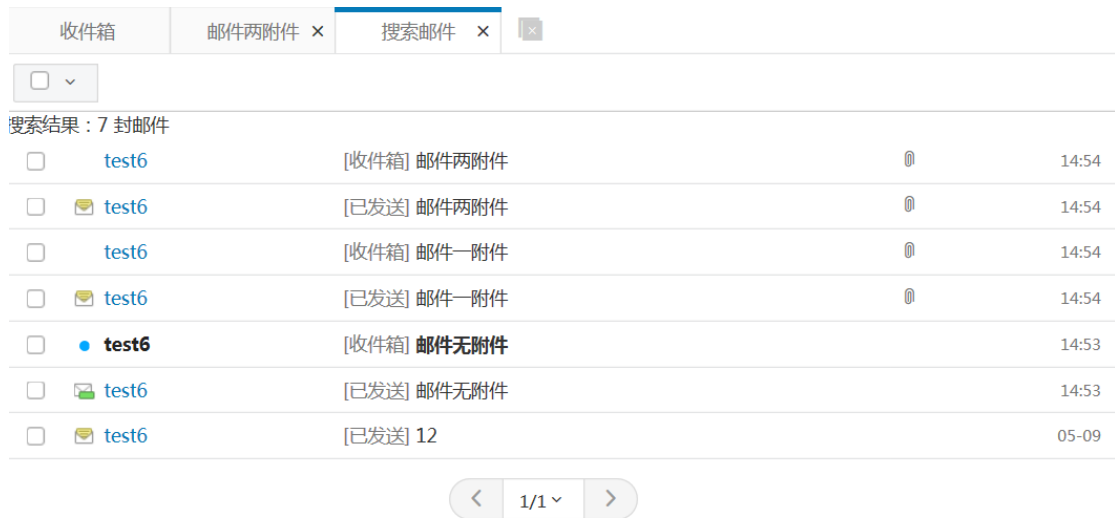 收件箱 邮件两附件 × 搜索邮件 ×
搜索结果：7 封邮件
test6 [收件箱] 邮件两附件 14:54
test6 [已发送] 邮件两附件 14:54
test6 [收件箱] 邮件一附件 14:54
test6 [已发送] 邮件一附件 14:54
test6 [收件箱] 邮件无附件 14:53
test6 [已发送] 邮件无附件 14:53
test6 [已发送] 12 05-09
1/1